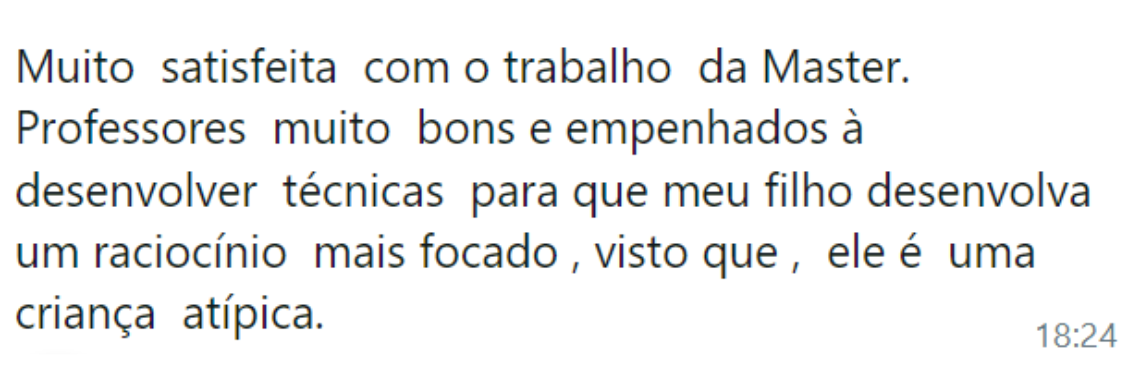 Muito  satisfeita  com o trabalho  da Master.
Professores  muito  bons e empenhados à
desenvolver  técnicas  para que meu filho desenvolva
um raciocínio  mais focado , visto que ,  ele é  uma
criança  atípica.
18:24